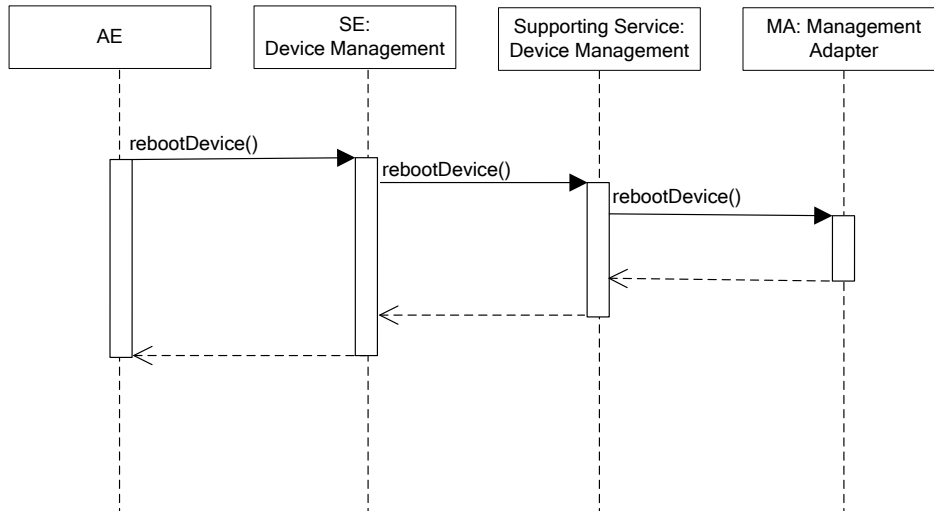 AE
SE:
Device Management
Supporting Service:
Device Management
MA: Management
Adapter
rebootDevice()
rebootDevice()
rebootDevice()